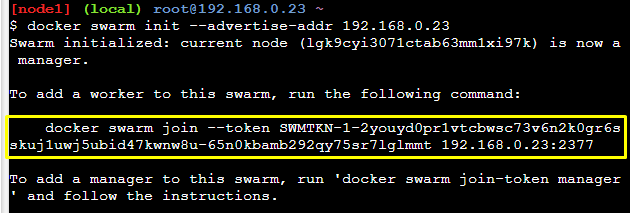 [node1] (local) root@192.168.0.23 ~
$ docker swarm init --advertise-addr 192.168.0.23
Swarm initialized: current node (lgk9cyi3071ctab63mm1xi97k) is now a
manager.
To add a worker to this swarm, run the following command:
docker swarm join --token SWMTKN-1-2youyd0pr1vtcbwsc73v6n2k0gr6s
skuj1uwj5ubid47kwnw8u-65n0kbamb292qy75sr7lglmmt 192.168.0.23:2377
To add a manager to this swarm, run 'docker swarm join-token manager
' and follow the instructions.